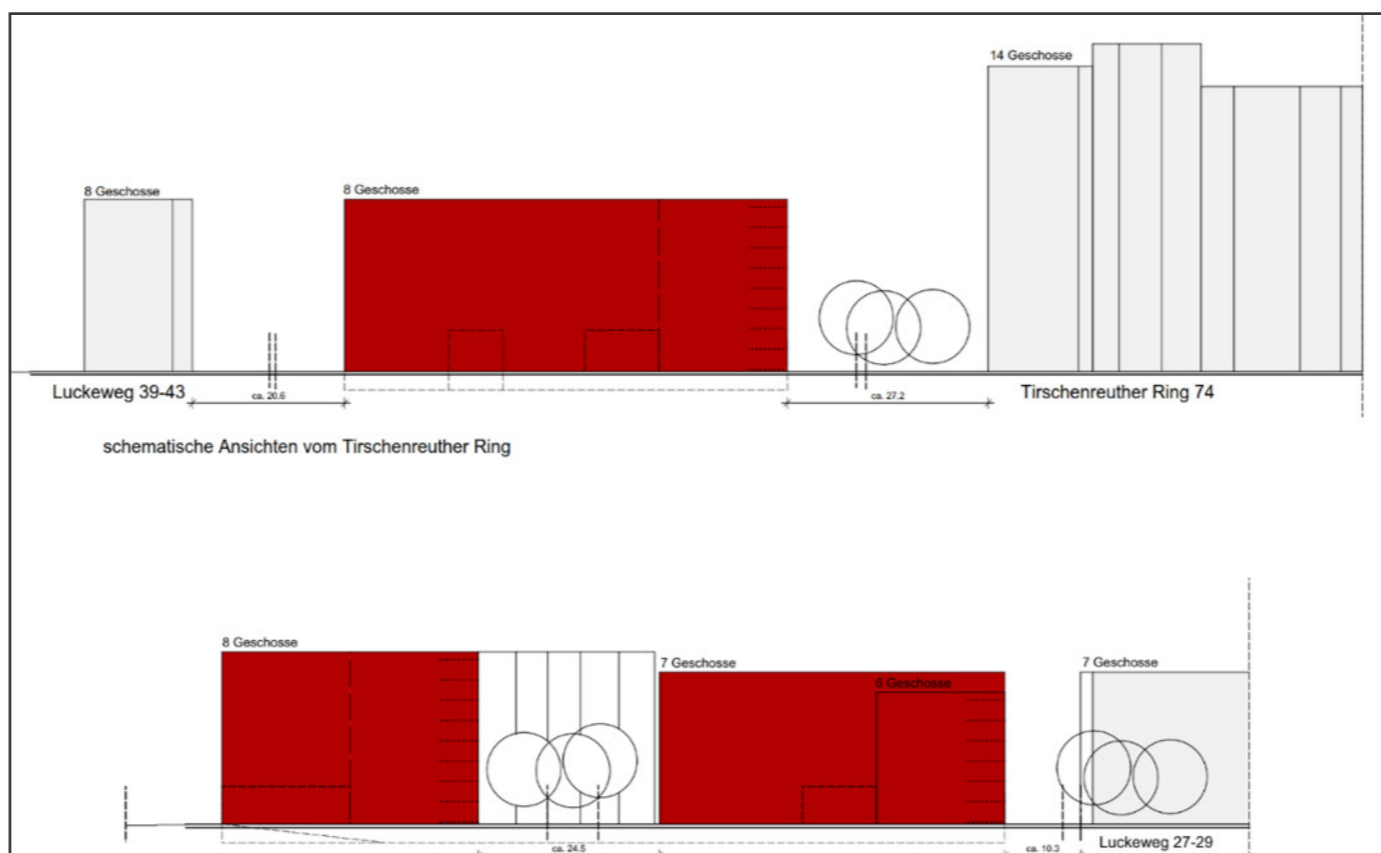 14 Geschosse
8 Geschosse
8 Geschosse
Luckeweg 39-43
ca. 20.6
ca. 27.2
Tirschenreuther Ring 74
schematische Ansichten vom Tirschenreuther Ring
8 Geschosse
7 Geschosse
6 Geschosse
7 Geschosse
ca. 24.5
ca. 10.3
Luckeweg 27-29